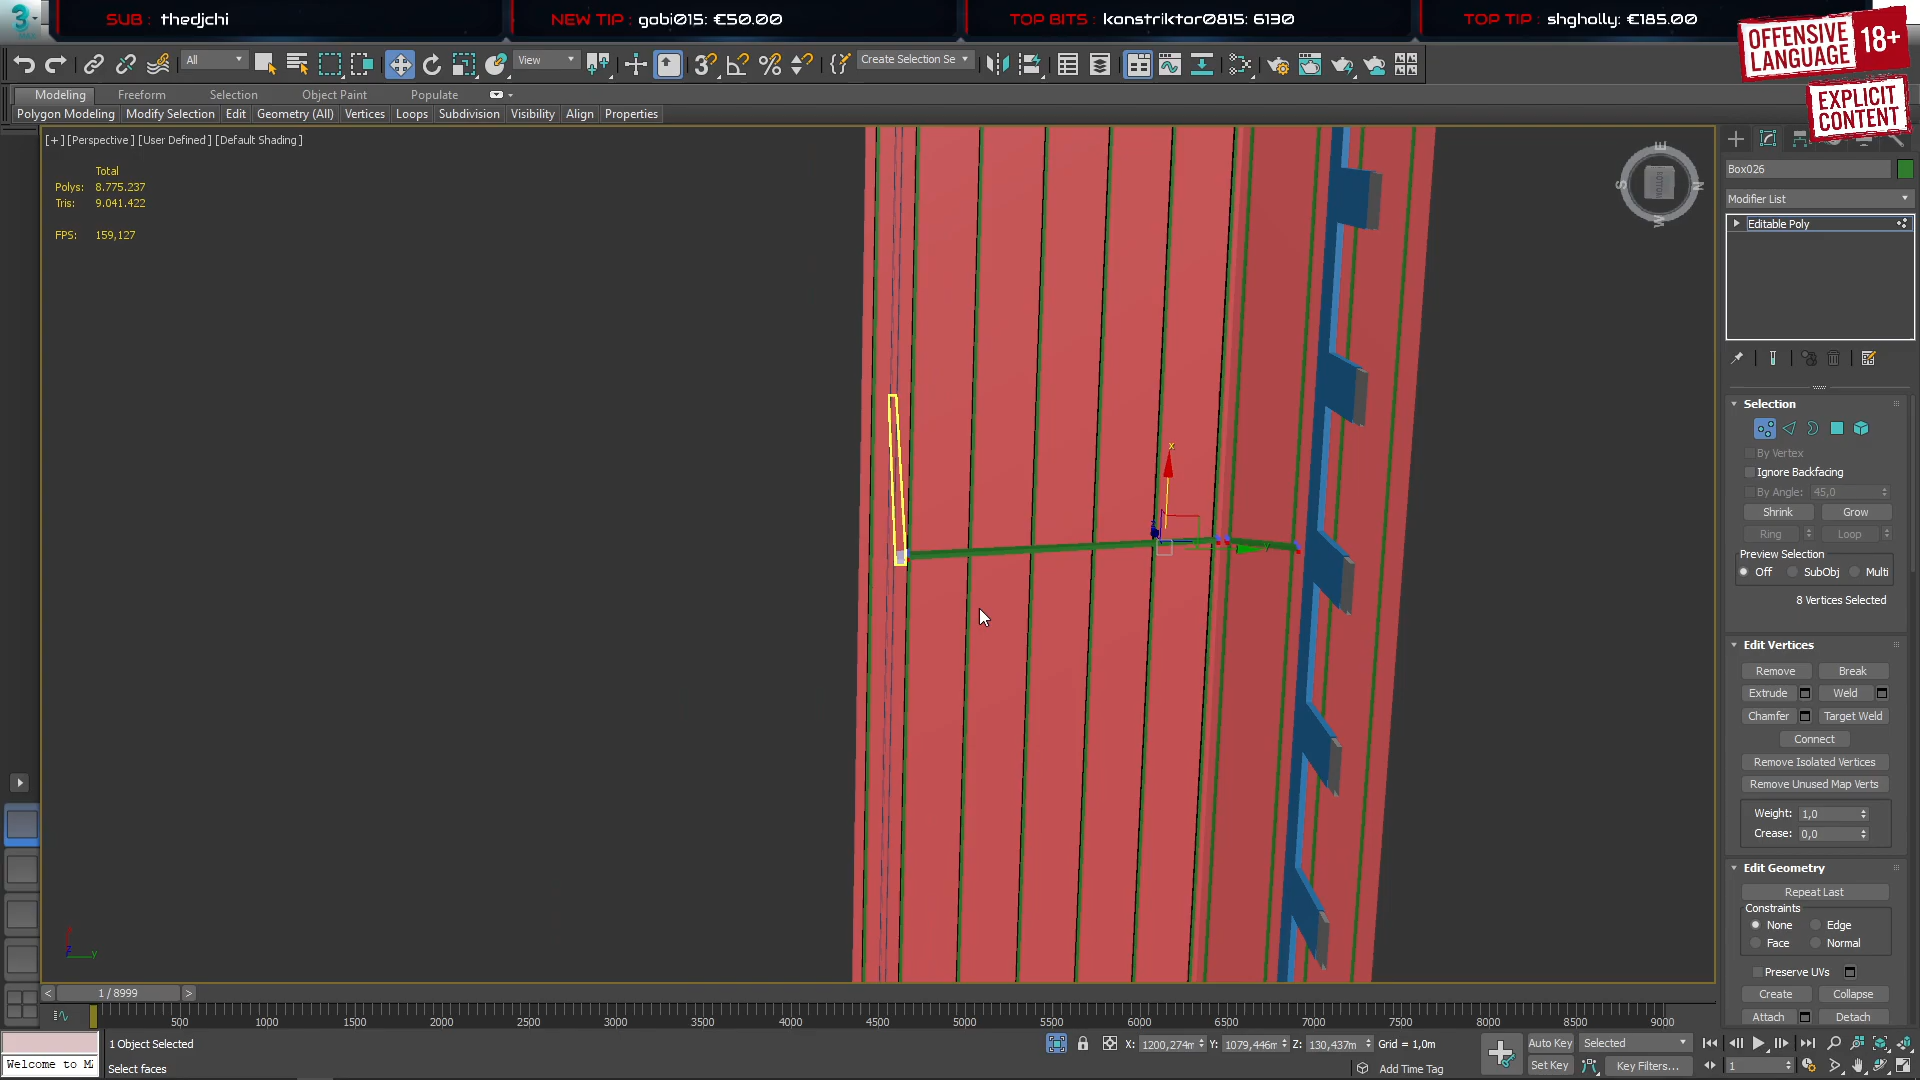 SUB : thedjchi
NEW TIP : gabi015: €50.00
TOP BITS : konstriktor0815: 6130
TOP TIP : shgholly: €185.00
OFFENSIVE LANGUAGE 18+
EXPLICIT CONTENT
3
MAX
All
View
Create Selection Se
Modeling
Freeform
Selection
Object Paint
Populate
Polygon Modeling
Modify Selection
Edit
Geometry (All)
Vertices
Loops
Subdivision
Visibility
Align
Properties
[+] [Perspective ] [User Defined ] [Default Shading ]
Total
Polys: 8.775.237
Tris: 9.041.422
FPS: 159,127
E
S
N
W
BOTTOM
x
y
z
Box026
Modifier List
Editable Poly
Selection
By Vertex
Ignore Backfacing
By Angle: 45,0
Shrink
Grow
Ring
Loop
Preview Selection
Off
SubObj
Multi
8 Vertices Selected
Edit Vertices
Remove
Break
Extrude
Weld
Chamfer
Target Weld
Connect
Remove Isolated Vertices
Remove Unused Map Verts
Weight: 1,0
Crease: 0,0
Edit Geometry
Repeat Last
Constraints
None
Edge
Face
Normal
Preserve UVs
Create
Collapse
Attach
Detach
< 1 / 8999 >
500 1000 1500 2000 2500 3000 3500 4000 4500 5000 5500 6000 6500 7000 7500 8000 8500 9000
1 Object Selected
X: 1200,274m Y: 1079,446m Z: 130,437m Grid = 1,0m
Auto Key
Selected
Welcome to M
Select faces
Add Time Tag
Set Key
Key Filters...
1